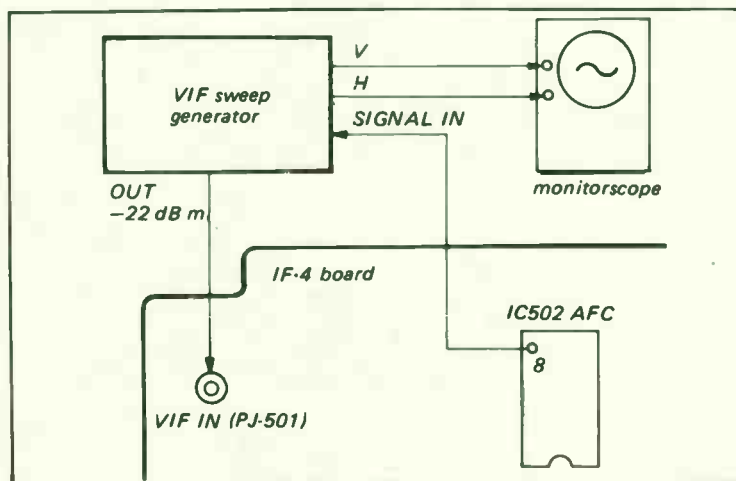 V
VIF sweep
generator
H
SIGNAL IN
monitorscope
OUT
−22 dB m
IF-4 board
IC502 AFC
8
VIF IN (PJ-501)